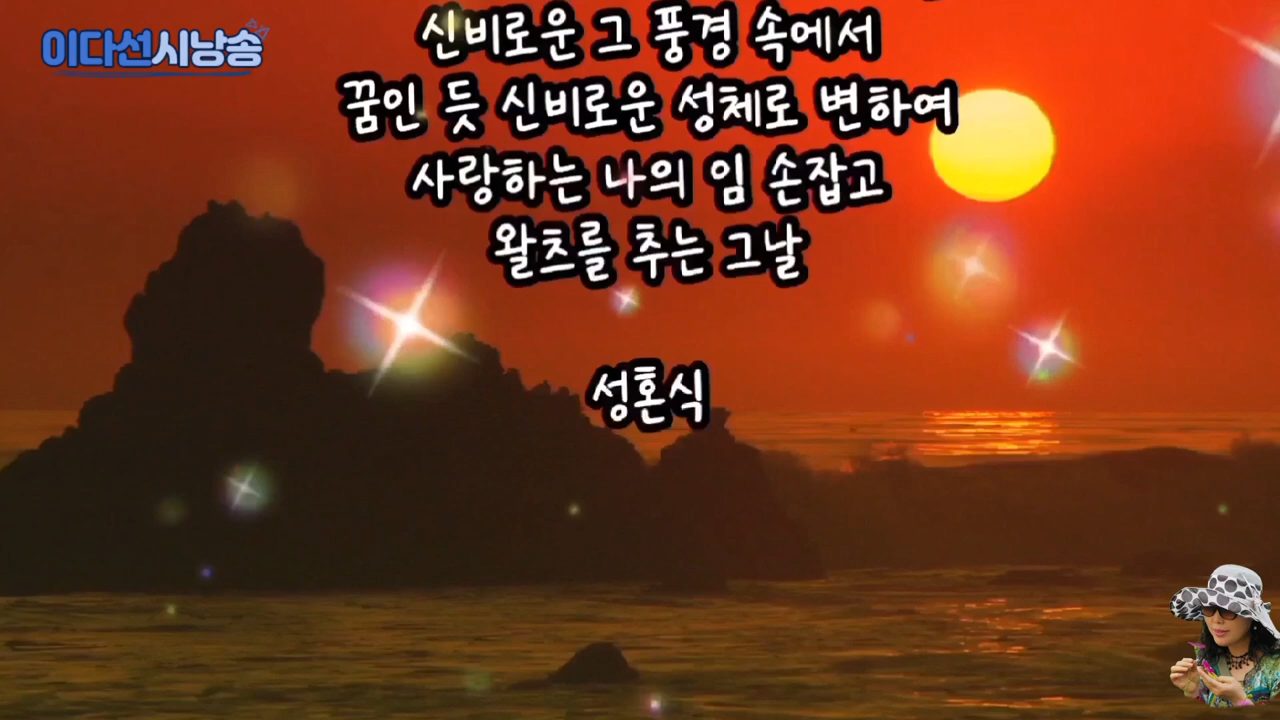 이다선시낭송
신비로운 그 풍경 속에서
꿈인 듯 신비로운 성체로 변하여
사랑하는 나의 임 손잡고
왈츠를 추는 그날
성혼식